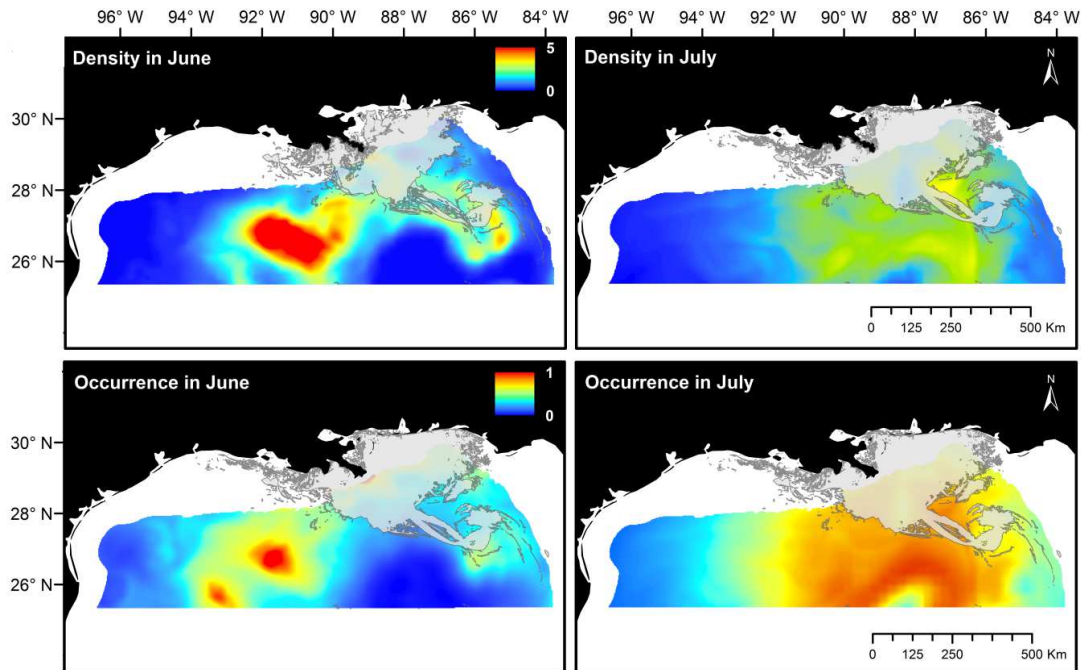 96° W 94° W 92° W 90° W 88° W 86° W 84° W 96° W 94° W 92° W 90° W 88° W 86° W 84° W
Density in June
5
0
30° N
28° N
26° N
Density in July
N
0 125 250 500 Km
Occurrence in June
1
0
30° N
28° N
26° N
Occurrence in July
N
0 125 250 500 Km